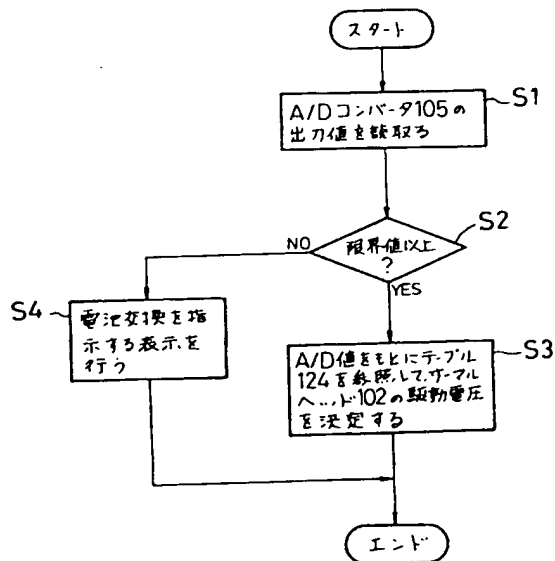 スタート
A/Dコンバータ105の
出力値を読取る
S1
限界値以上
?
S2
NO
YES
S4
電池交換を指
示する表示を
行う
A/D値をもとにテーブル
124を参照して、サーマル
ヘッド102の駆動電圧
を決定する
S3
エンド